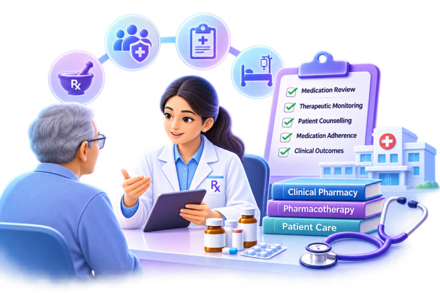 Rx
Medication Review
Therapeutic Monitoring
Patient Counselling
Medication Adherence
Clinical Outcomes
Rx
Clinical Pharmacy
Pharmacotherapy
Patient Care